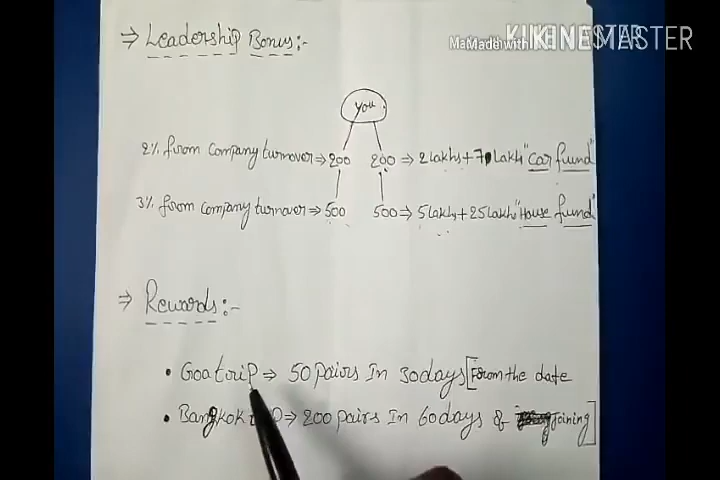 ⇒ Leadership Bonus:-
Made with KINEMASTER
you.
2% from company turnover ⇒ 200 200 ⇒ 2 lakhs + 7 Lakh "Car fuund"
3% from company turnover ⇒ 500 500 ⇒ 5 lakhs + 25 lakh "House fund"
⇒ Rewards:-
• Goa trip ⇒ 50 pairs In 30 days [From the date
• Bangkok ⇒ 200 pairs In 60 days of Joining]